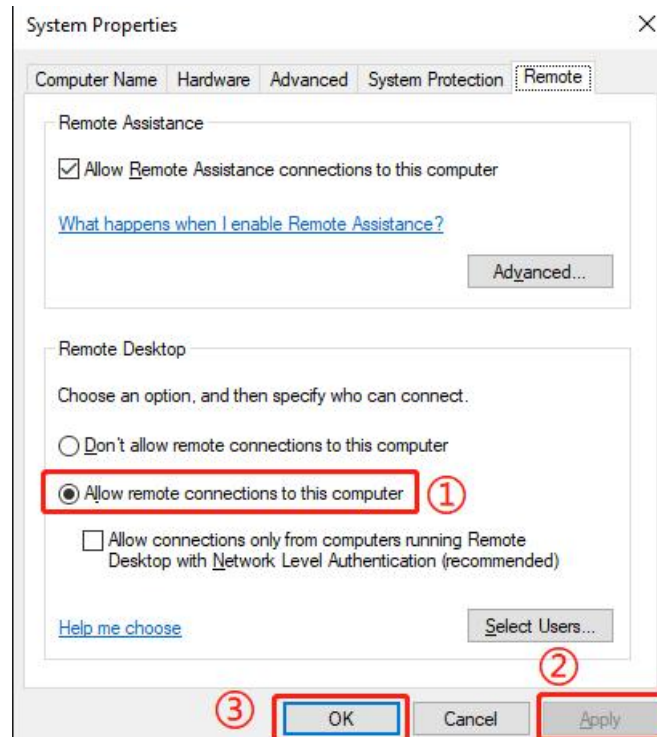 System Properties
Computer Name Hardware Advanced System Protection Remote
Remote Assistance
Allow Remote Assistance connections to this computer
What happens when I enable Remote Assistance?
Advanced...
Remote Desktop
Choose an option, and then specify who can connect.
Don't allow remote connections to this computer
Allow remote connections to this computer ①
Allow connections only from computers running Remote
Desktop with Network Level Authentication (recommended)
Help me choose
Select Users...
②
③ OK Cancel Apply